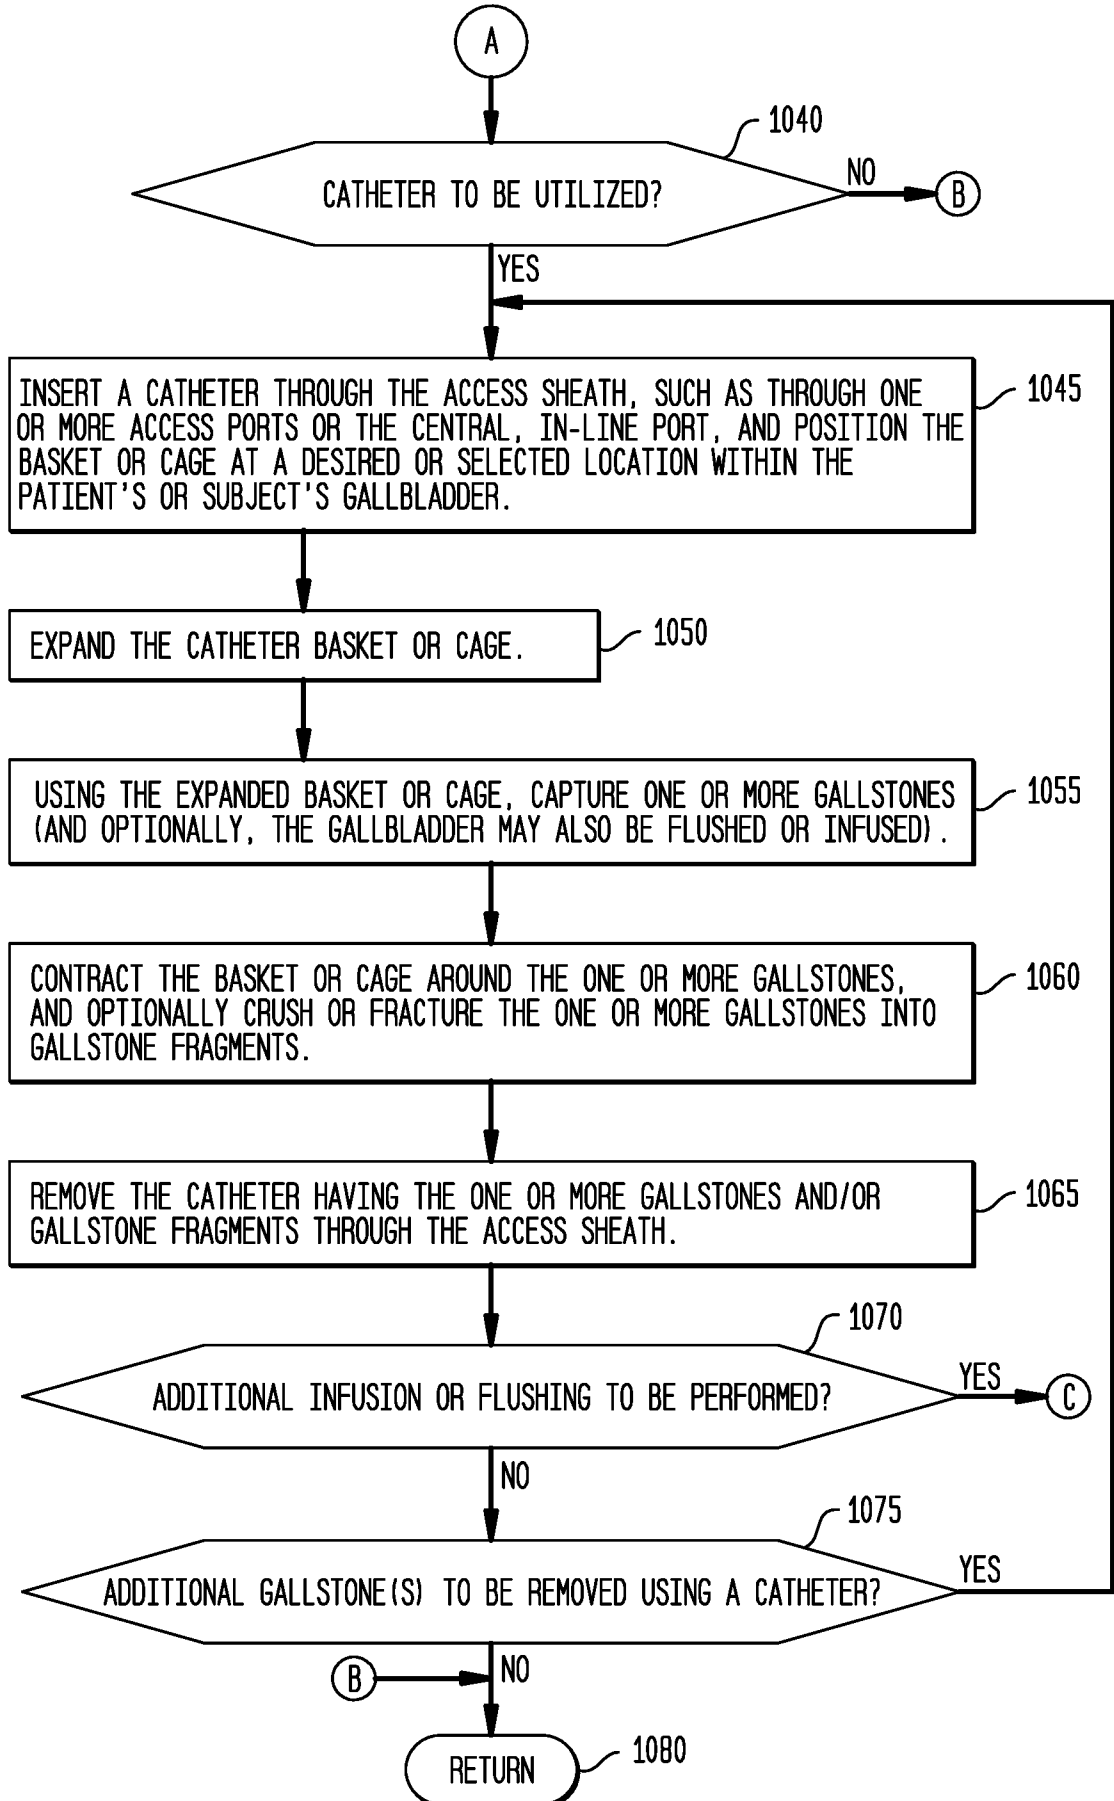 A
1040
CATHETER TO BE UTILIZED?
NO
B
YES
INSERT A CATHETER THROUGH THE ACCESS SHEATH, SUCH AS THROUGH ONE
OR MORE ACCESS PORTS OR THE CENTRAL, IN-LINE PORT, AND POSITION THE
BASKET OR CAGE AT A DESIRED OR SELECTED LOCATION WITHIN THE
PATIENT'S OR SUBJECT'S GALLBLADDER.
1045
EXPAND THE CATHETER BASKET OR CAGE.
1050
USING THE EXPANDED BASKET OR CAGE, CAPTURE ONE OR MORE GALLSTONES
(AND OPTIONALLY, THE GALLBLADDER MAY ALSO BE FLUSHED OR INFUSED).
1055
CONTRACT THE BASKET OR CAGE AROUND THE ONE OR MORE GALLSTONES,
AND OPTIONALLY CRUSH OR FRACTURE THE ONE OR MORE GALLSTONES INTO
GALLSTONE FRAGMENTS.
1060
REMOVE THE CATHETER HAVING THE ONE OR MORE GALLSTONES AND/OR
GALLSTONE FRAGMENTS THROUGH THE ACCESS SHEATH.
1065
1070
ADDITIONAL INFUSION OR FLUSHING TO BE PERFORMED?
YES
C
NO
1075
ADDITIONAL GALLSTONE(S) TO BE REMOVED USING A CATHETER?
YES
B
NO
RETURN
1080